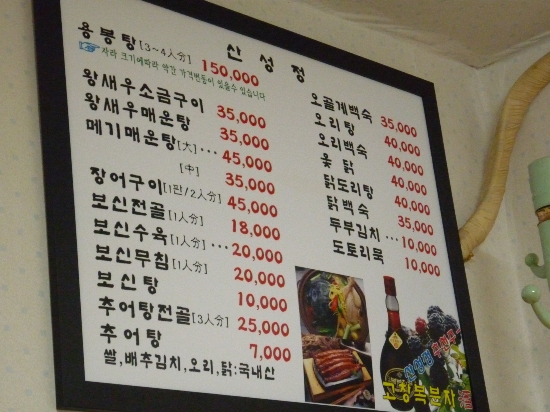 산성정
용봉탕[3~4人分] 150,000
☞자라 크기에따라 약간 가격변동이 있을수 있습니다
왕새우소금구이 35,000
왕새우매운탕 35,000
메기매운탕[大]··· 45,000
[中] 35,000
장어구이[1판/2人分] 45,000
보신전골[1人分] 18,000
보신수육[1人分]··· 20,000
보신무침[1人分] 20,000
보신탕 10,000
추어탕전골[3人分] 25,000
추어탕 7,000
쌀,배추김치,오리,닭:국내산
오골계백숙 35,000
오리탕 40,000
오리백숙 40,000
옻닭 40,000
닭도리탕 40,000
닭백숙 35,000
두부김치··· 10,000
도토리묵 10,000
산성정
고창복분자